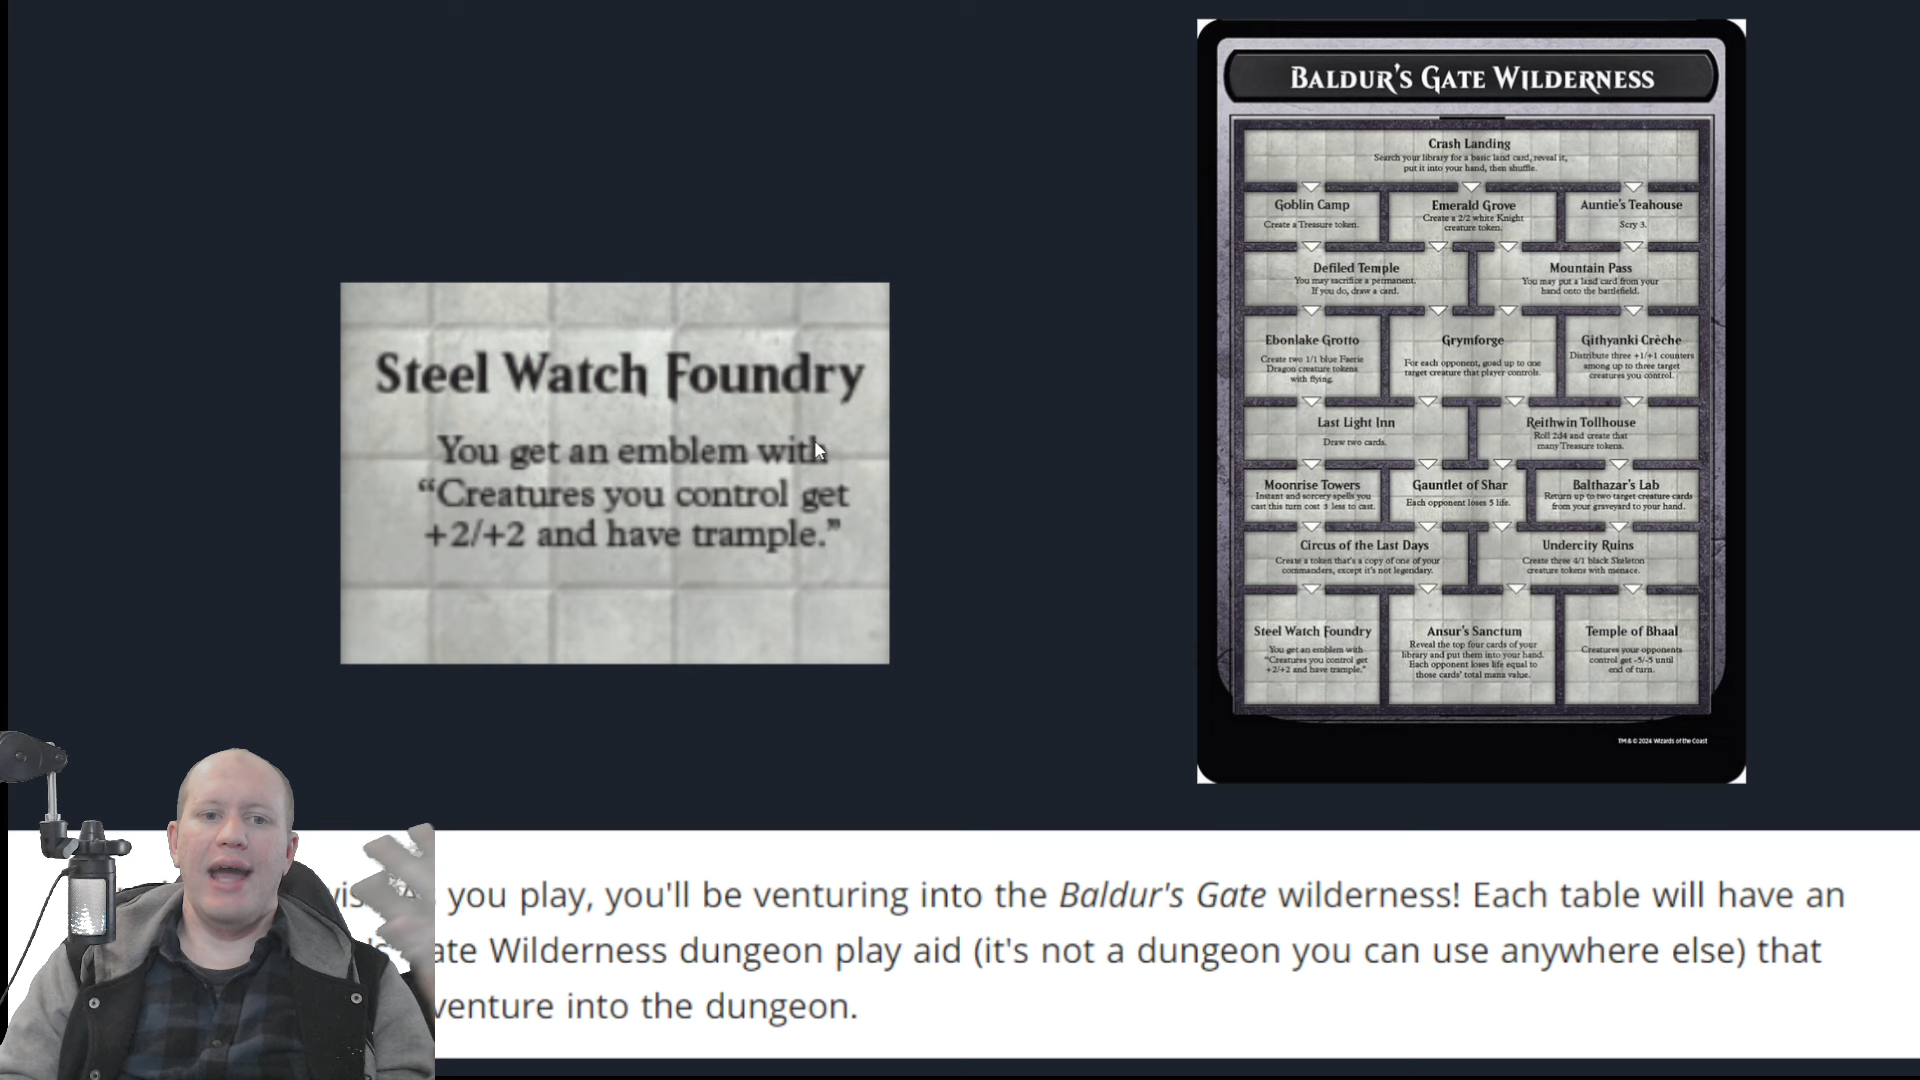 BALDUR'S GATE WILDERNESS
Crash Landing
Search your library for a basic land card, reveal it,
put it into your hand, then shuffle.
Goblin Camp
Create a Treasure token.
Emerald Grove
Create a 2/2 white Knight
creature token.
Auntie's Teahouse
Scry 3.
Defiled Temple
You may sacrifice a permanent.
If you do, draw a card.
Mountain Pass
You may put a land card from your
hand onto the battlefield.
Ebonlake Grotto
Create two 1/1 blue Faerie
Dragon creature tokens
with flying.
Grymforge
For each opponent, goad up to one
target creature that player controls.
Githyanki Crèche
Distribute three +1/+1 counters
among up to three target
creatures you control.
Last Light Inn
Draw two cards.
Reithwin Tollhouse
Roll 2d4 and create that
many Treasure tokens.
Moonrise Towers
Instant and sorcery spells you
cast this turn cost 3 less to cast.
Gauntlet of Shar
Each opponent loses 5 life.
Balthazar's Lab
Return up to two target creature cards
from your graveyard to your hand.
Circus of the Last Days
Create a token that's a copy of one of your
commanders, except it's not legendary.
Undercity Ruins
Create three 4/1 black Skeleton
creature tokens with menace.
Steel Watch Foundry
You get an emblem with
“Creatures you control get
+2/+2 and have trample.”
Ansur's Sanctum
Reveal the top four cards of your
library and put them into your hand.
Each opponent loses life equal to
those cards' total mana value.
Temple of Bhaal
Creatures your opponents
control get -5/-5 until
end of turn.
TM & © 2024 Wizards of the Coast
Steel Watch Foundry
You get an emblem with
“Creatures you control get
+2/+2 and have trample.”
you play, you'll be venturing into the Baldur's Gate wilderness! Each table will have an
Wilderness dungeon play aid (it's not a dungeon you can use anywhere else) that
venture into the dungeon.